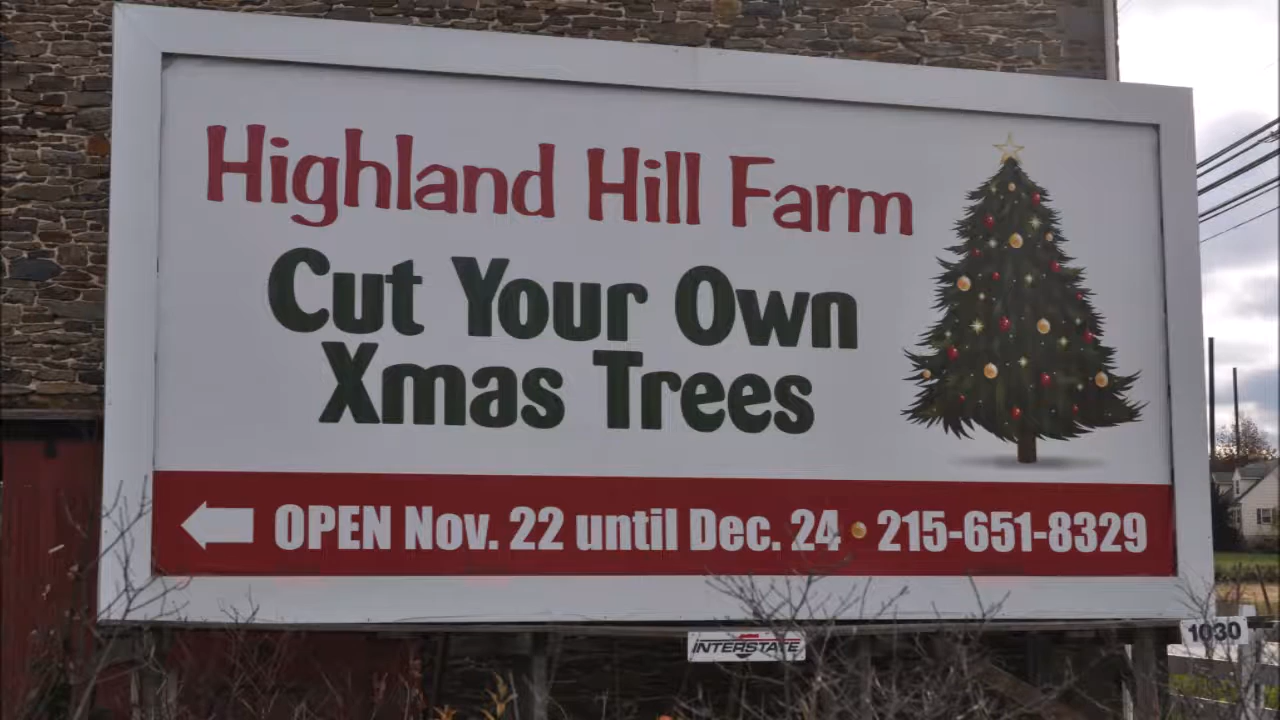 Highland Hill Farm
Cut Your Own
Xmas Trees
OPEN Nov. 22 until Dec. 24 • 215-651-8329
INTERSTATE
1030